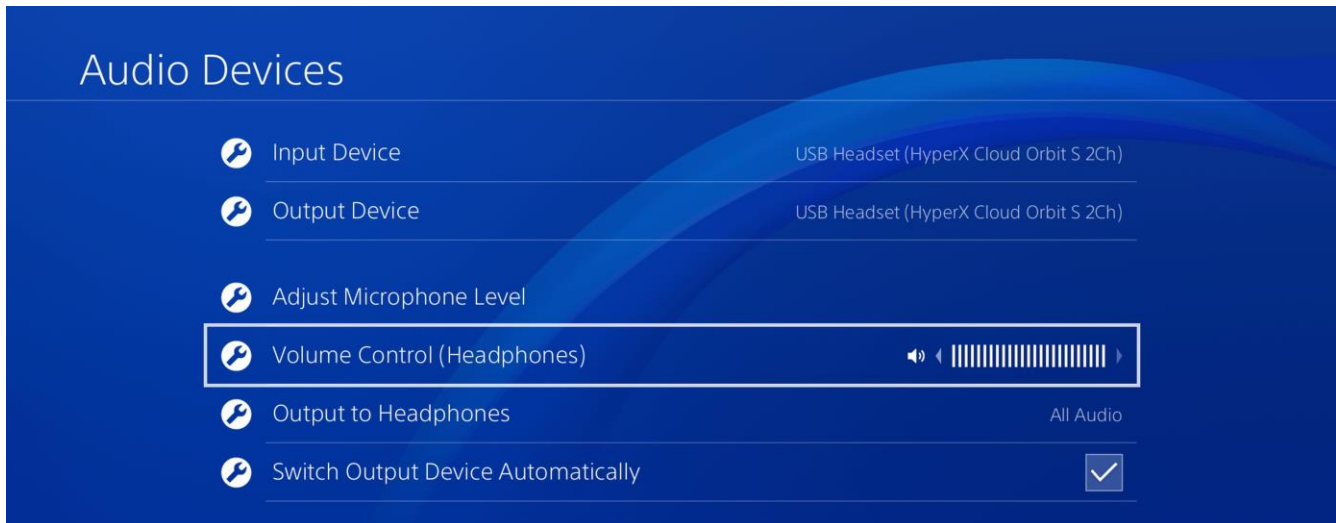 Audio Devices
Input Device USB Headset (HyperX Cloud Orbit S 2Ch)
Output Device USB Headset (HyperX Cloud Orbit S 2Ch)
Adjust Microphone Level
Volume Control (Headphones)
Output to Headphones All Audio
Switch Output Device Automatically